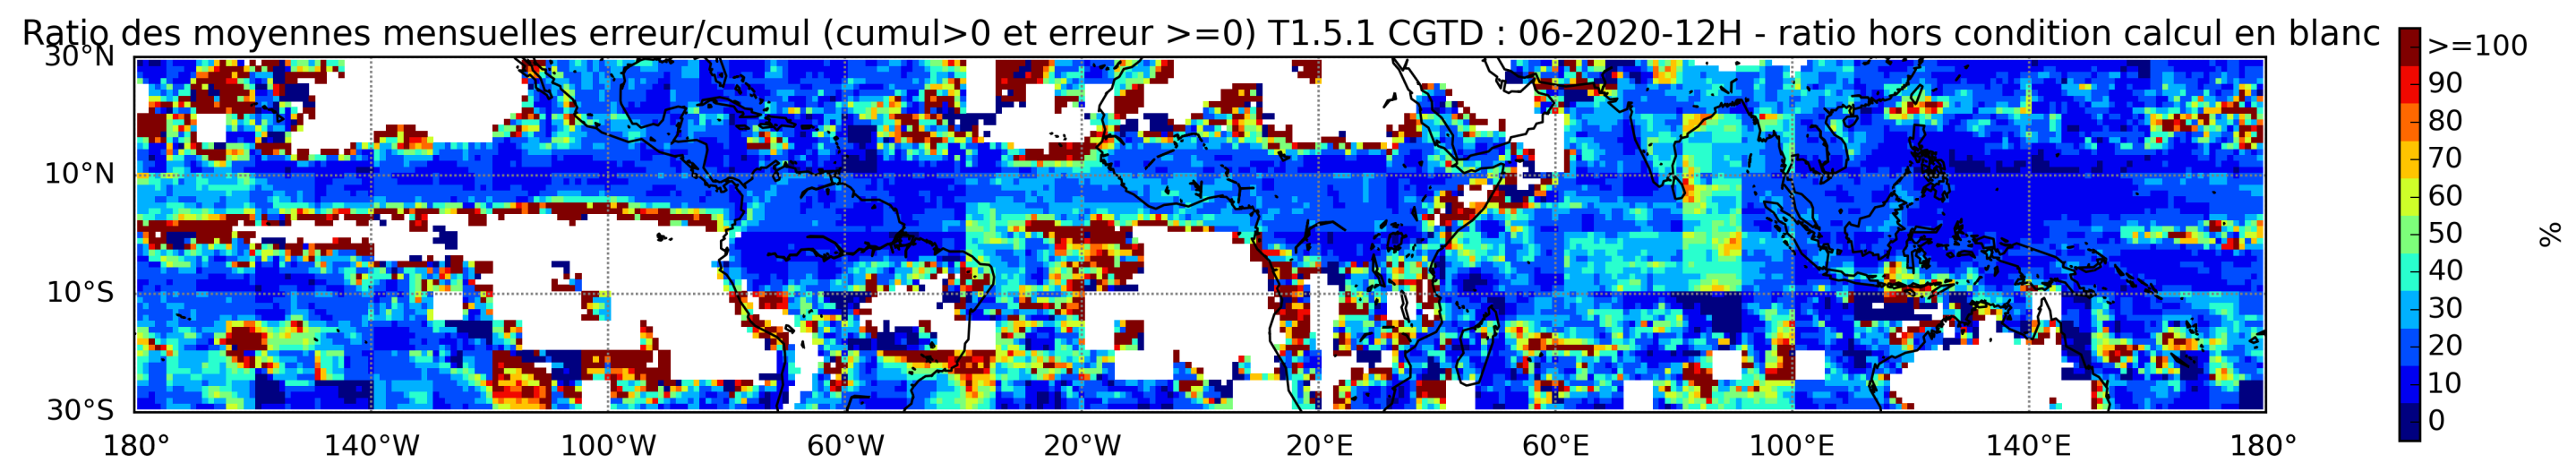 Ratio des moyennes mensuelles erreur/cumul (cumul>0 et erreur >=0) T1.5.1 CGTD : 06-2020-12H - ratio hors condition calcul en blanc
30°N
10°N
10°S
30°S
180° 140°W 100°W 60°W 20°W 20°E 60°E 100°E 140°E 180°
>=100
90
80
70
60
50
40
30
20
10
0
%